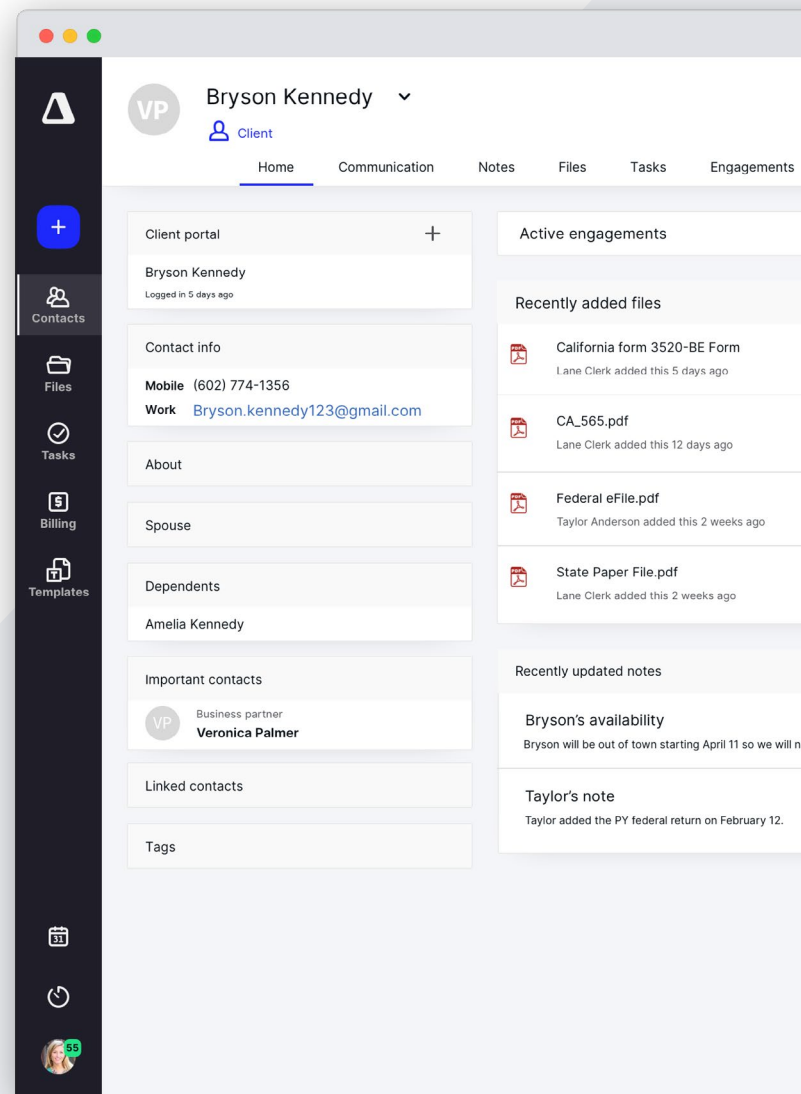 VP
Bryson Kennedy
Client
Home Communication Notes Files Tasks Engagements
Contacts
Files
Tasks
Billing
Templates
31
55
Client portal
Bryson Kennedy
Logged in 5 days ago
Contact info
Mobile (602) 774-1356
Work Bryson.kennedy123@gmail.com
About
Spouse
Dependents
Amelia Kennedy
Important contacts
VP
Business partner
Veronica Palmer
Linked contacts
Tags
Active engagements
Recently added files
PDF
California form 3520-BE Form
Lane Clerk added this 5 days ago
PDF
CA_565.pdf
Lane Clerk added this 12 days ago
PDF
Federal eFile.pdf
Taylor Anderson added this 2 weeks ago
PDF
State Paper File.pdf
Lane Clerk added this 2 weeks ago
Recently updated notes
Bryson's availability
Bryson will be out of town starting April 11 so we will n
Taylor's note
Taylor added the PY federal return on February 12.